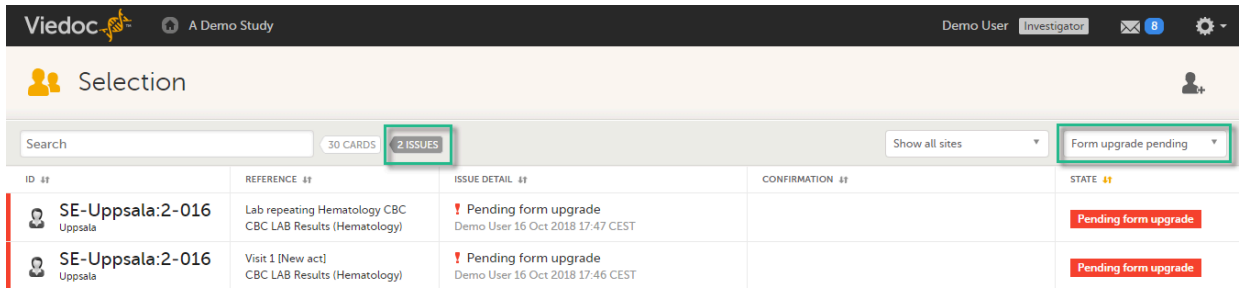 Viedoc™ A Demo Study Demo User Investigator 8
Selection
Search 30 CARDS 2 ISSUES Show all sites Form upgrade pending
ID REFERENCE ISSUE DETAIL CONFIRMATION STATE
SE-Uppsala:2-016
Uppsala
Lab repeating Hematology CBC
CBC LAB Results (Hematology)
! Pending form upgrade
Demo User 16 Oct 2018 17:47 CEST
Pending form upgrade
SE-Uppsala:2-016
Uppsala
Visit 1 [New act]
CBC LAB Results (Hematology)
! Pending form upgrade
Demo User 16 Oct 2018 17:46 CEST
Pending form upgrade